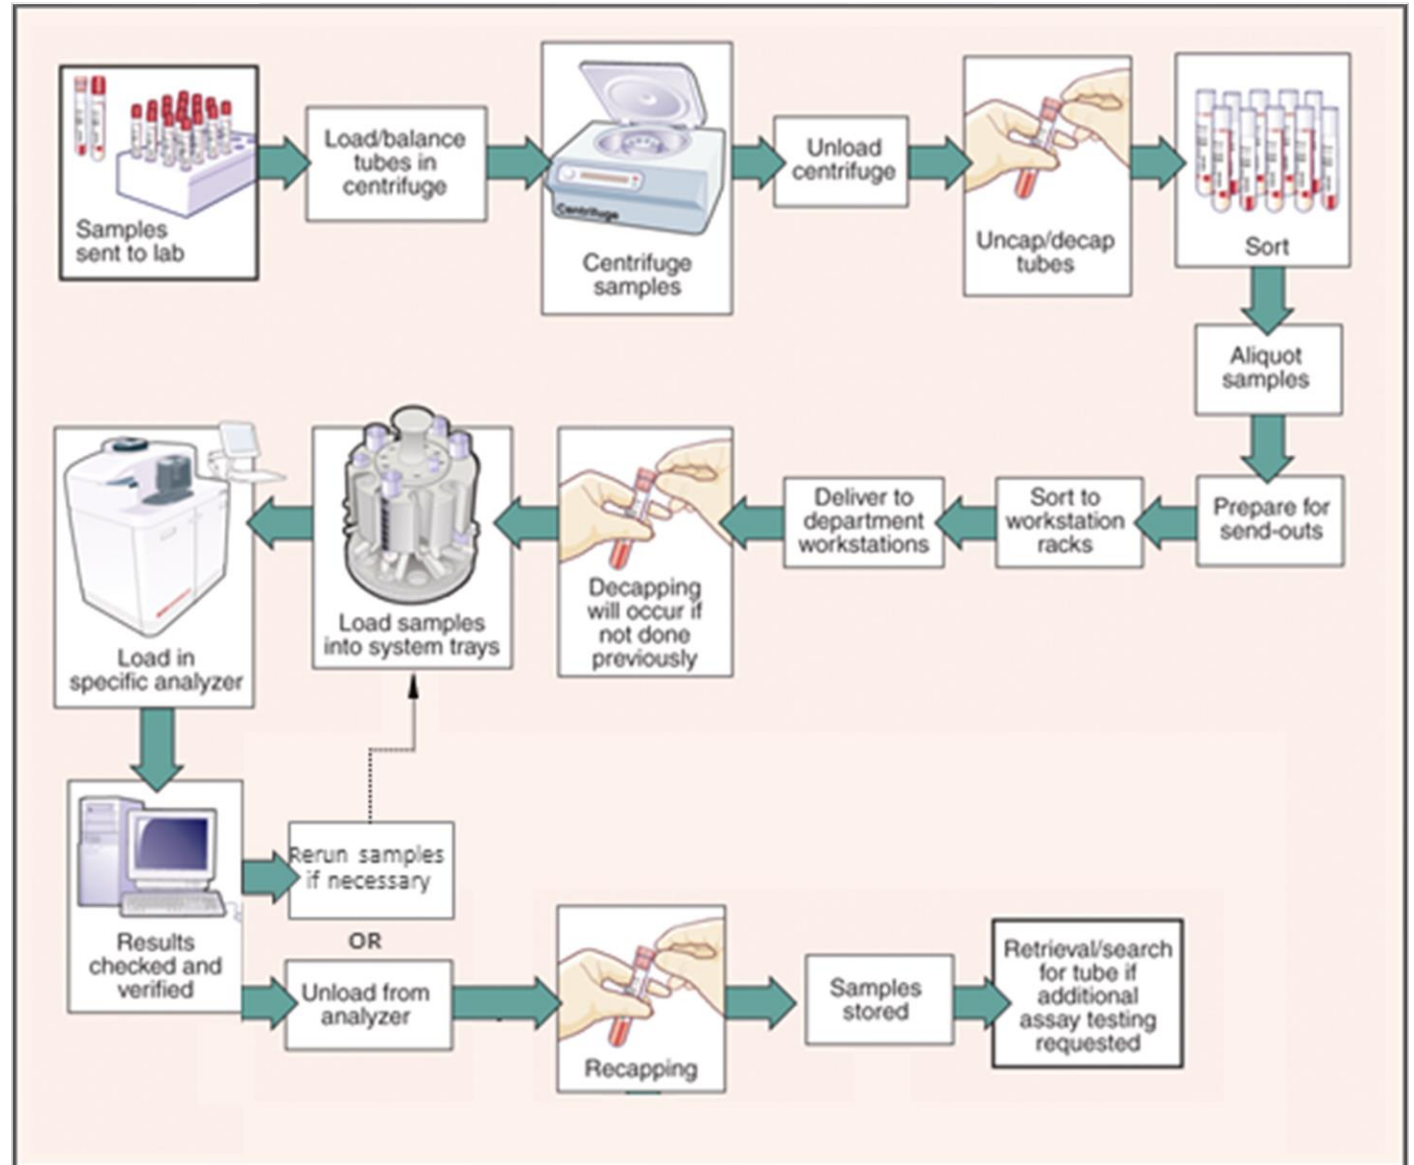 Samples
sent to lab
Load/balance
tubes in
centrifuge
Centrifuge
Centrifuge
samples
Unload
centrifuge
Uncap/decap
tubes
Sort
Aliquot
samples
Prepare for
send-outs
Sort to
workstation
racks
Deliver to
department
workstations
Decapping
will occur if
not done
previously
Load samples
into system trays
Load in
specific analyzer
Results
checked and
verified
Rerun samples
if necessary
OR
Unload from
analyzer
Recapping
Samples
stored
Retrieval/search
for tube if
additional
assay testing
requested